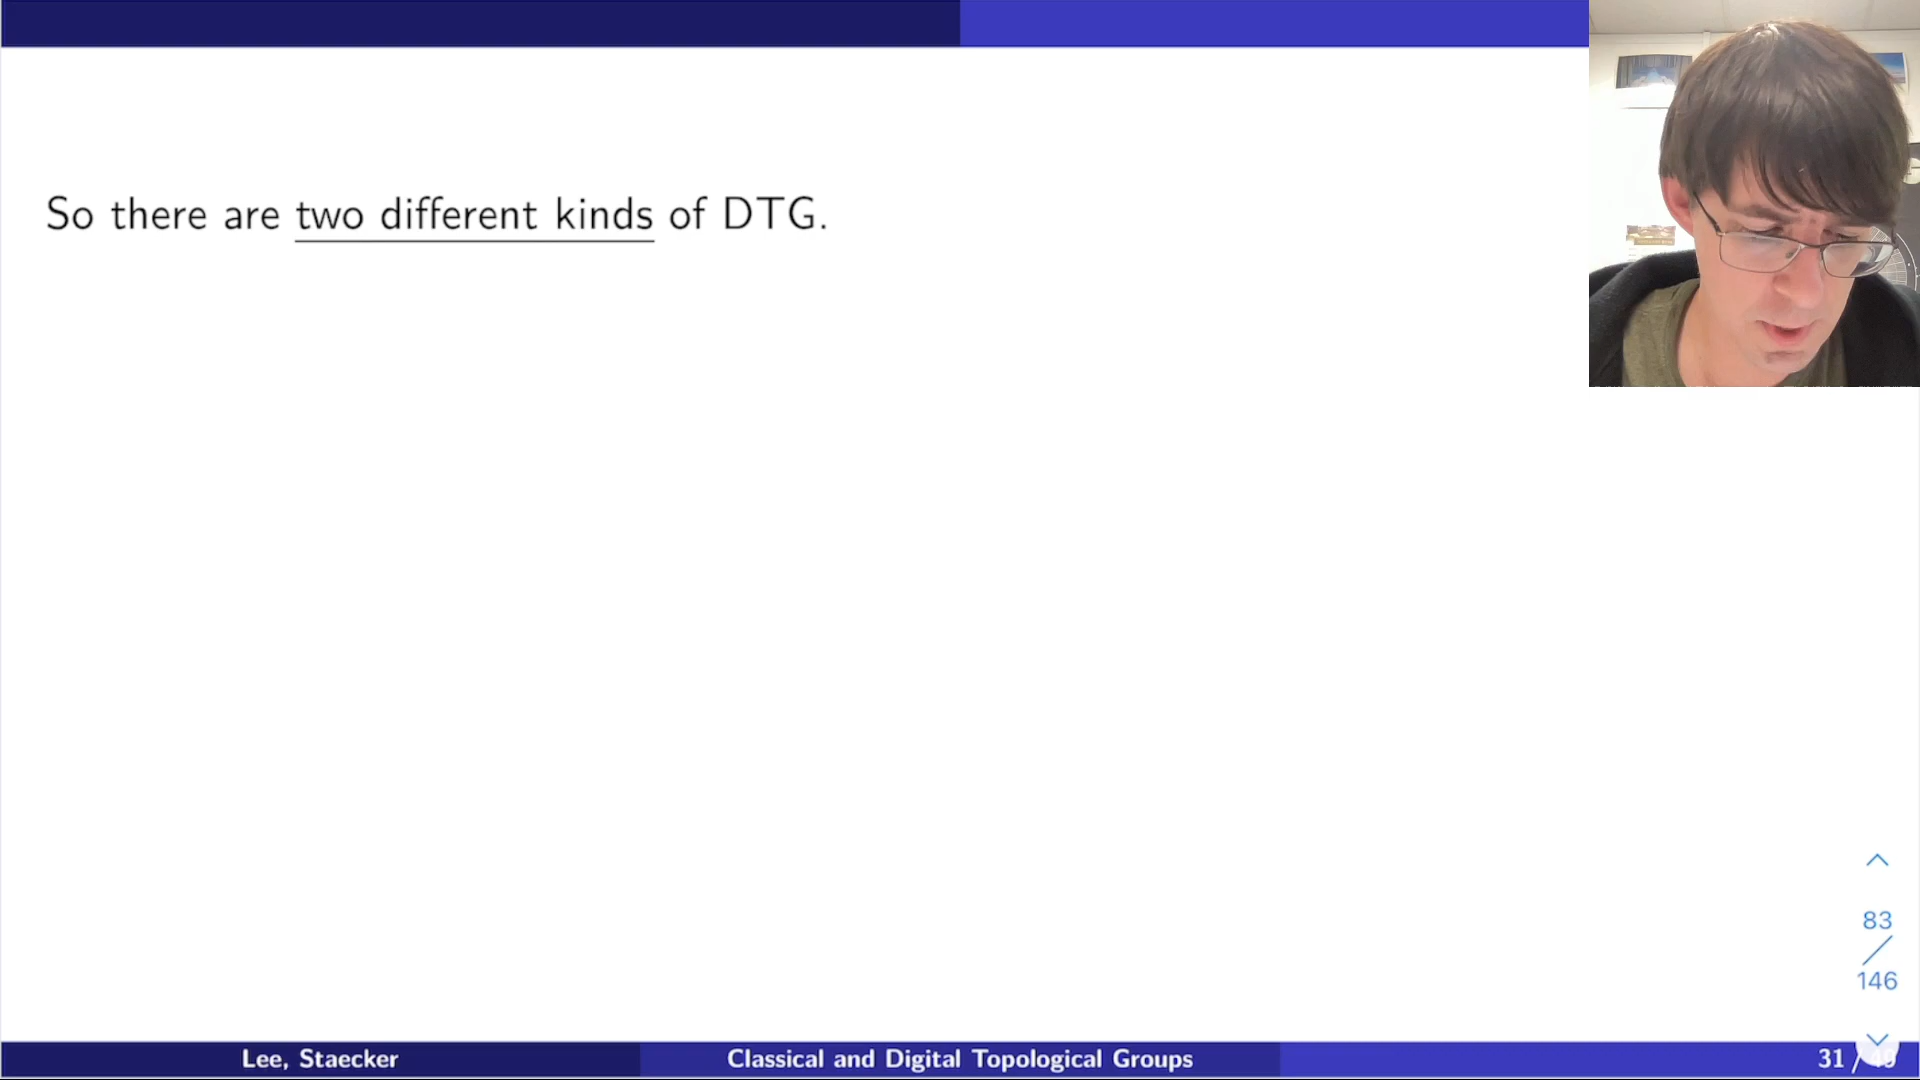 So there are two different kinds of DTG.
83
146
Lee, Staecker
Classical and Digital Topological Groups
31 /